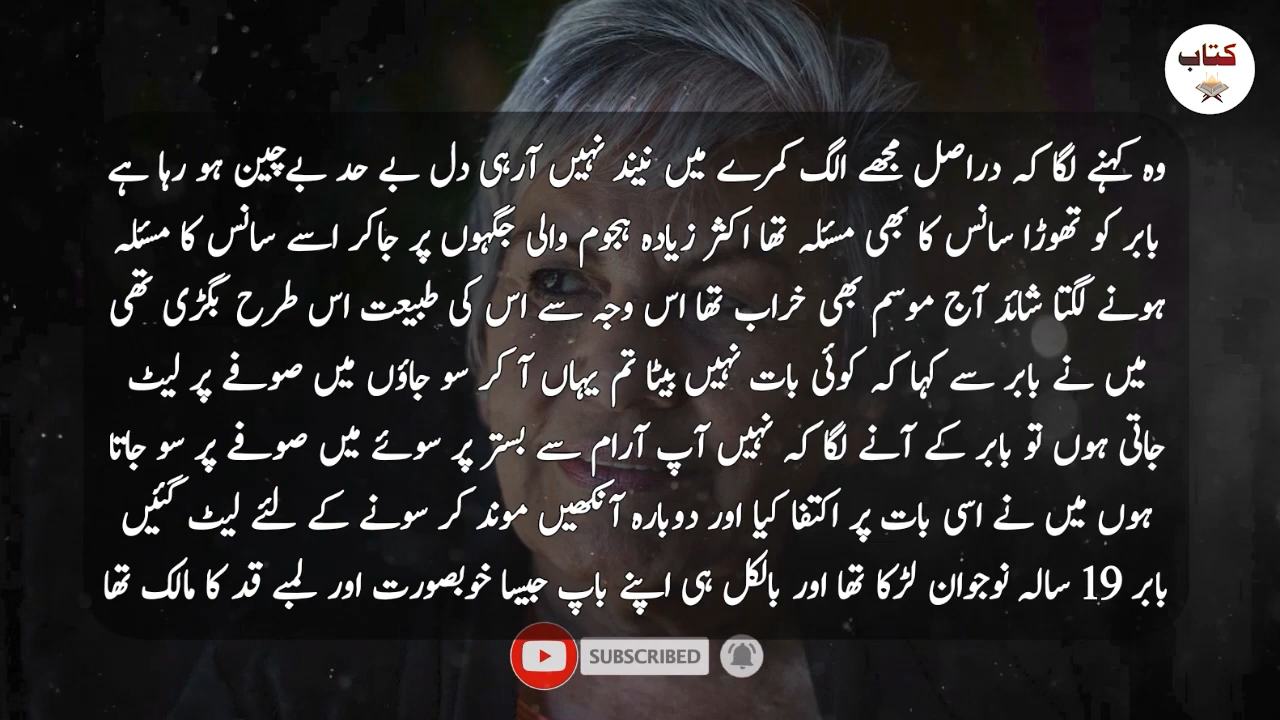 کتاب
وہ کہنے لگا کہ دراصل مجھے الگ کمرے میں نیند نہیں آرہی دل بے حد بےچین ہو رہا ہے
بابر کو تھوڑا سانس کا بھی مسئلہ تھا اکثر زیادہ ہجوم والی جگہوں پر جاکر اسے سانس کا مسئلہ
ہونے لگتا شائد آج موسم بھی خراب تھا اس وجہ سے اس کی طبیعت اس طرح بگڑی تھی
میں نے بابر سے کہا کہ کوئی بات نہیں بیٹا تم یہاں آ کر سو جاؤں میں صوفے پر لیٹ
جاتی ہوں تو بابر کے آنے لگا کہ نہیں آپ آرام سے بستر پر سوئے میں صوفے پر سو جاتا
ہوں میں نے اسی بات پر اکتفا کیا اور دوبارہ آنکھیں موند کر سونے کے لئے لیٹ گئیں
بابر 19 سالہ نوجوان لڑکا تھا اور بالکل ہی اپنے باپ جیسا خوبصورت اور لمبے قد کا مالک تھا
SUBSCRIBED